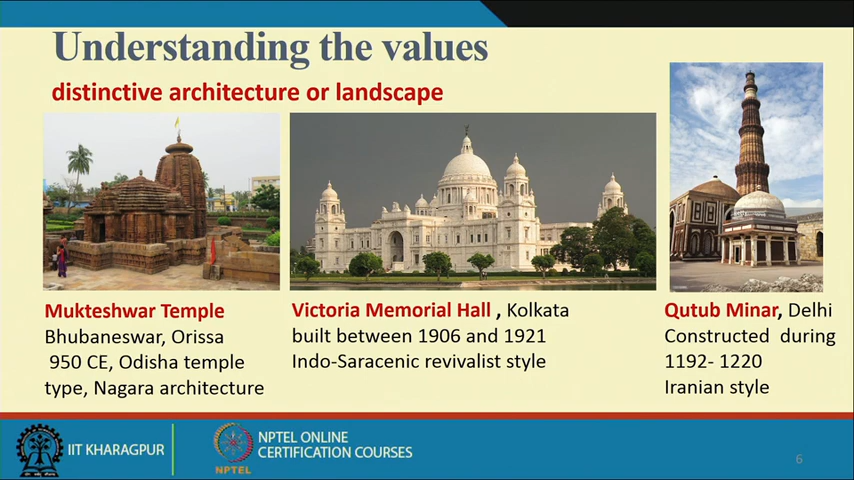 Understanding the values
distinctive architecture or landscape
Mukteshwar Temple
Bhubaneswar, Orissa
950 CE, Odisha temple
type, Nagara architecture
Victoria Memorial Hall , Kolkata
built between 1906 and 1921
Indo-Saracenic revivalist style
Qutub Minar, Delhi
Constructed during
1192- 1220
Iranian style
IIT KHARAGPUR
NPTEL
NPTEL ONLINE
CERTIFICATION COURSES
6